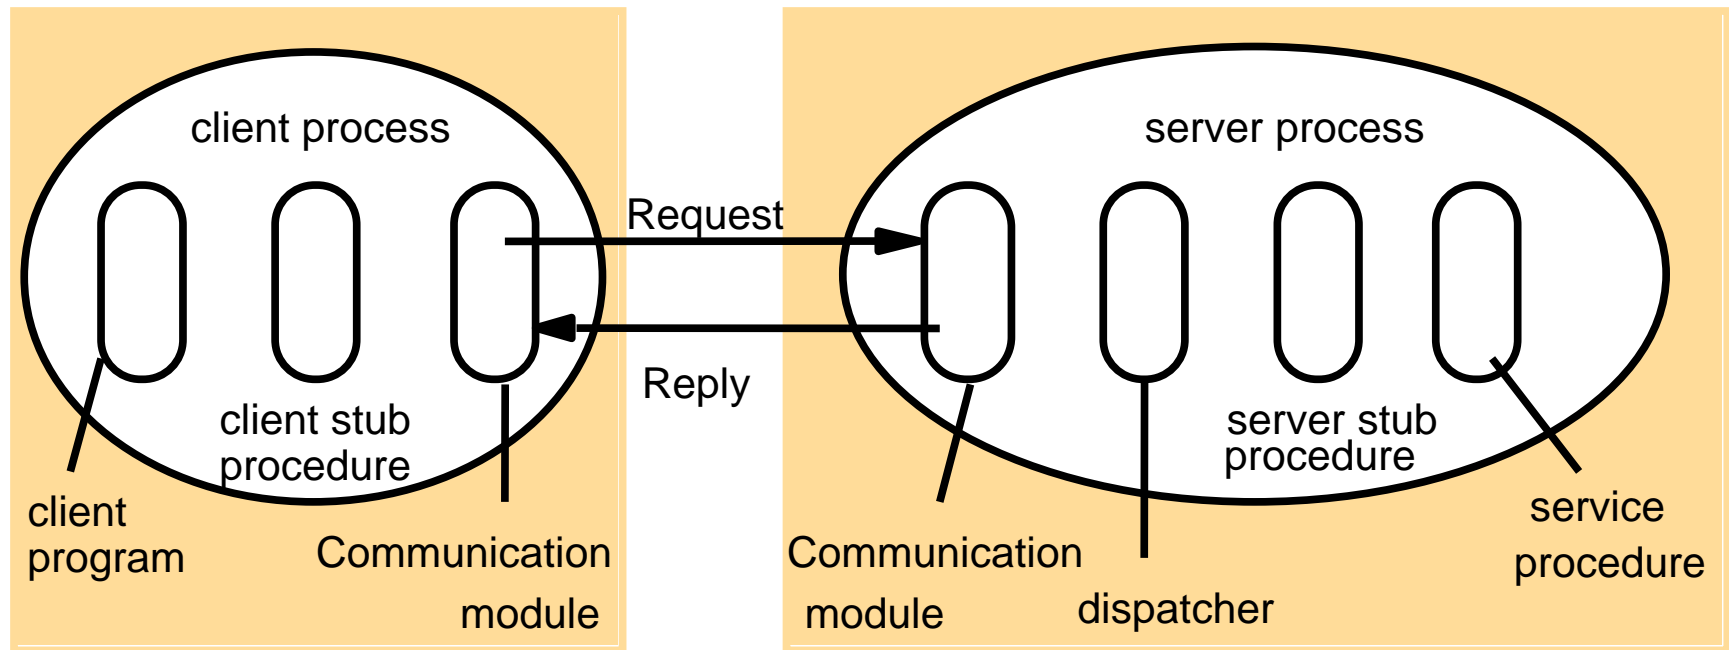 client process
server process
Request
Reply
client stub
procedure
server stub
procedure
client
program
Communication
module
Communication
module
dispatcher
service
procedure